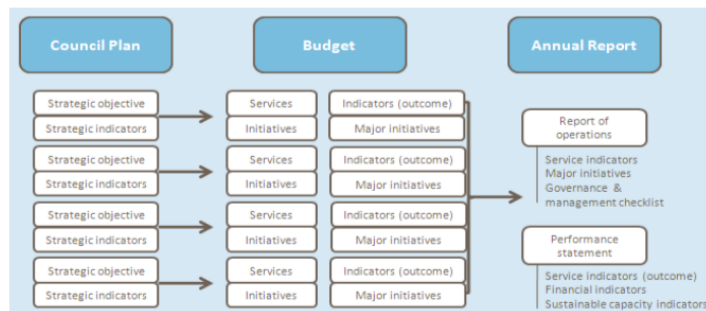 Council Plan
Budget
Annual Report
Strategic objective
Strategic indicators
Services
Initiatives
Indicators (outcome)
Major initiatives
Strategic objective
Strategic indicators
Services
Initiatives
Indicators (outcome)
Major initiatives
Strategic objective
Strategic indicators
Services
Initiatives
Indicators (outcome)
Major initiatives
Strategic objective
Strategic indicators
Services
Initiatives
Indicators (outcome)
Major initiatives
Report of
operations
Service indicators
Major initiatives
Governance &
management checklist
Performance
statement
Service indicators (outcome)
Financial indicators
Sustainable capacity indicators